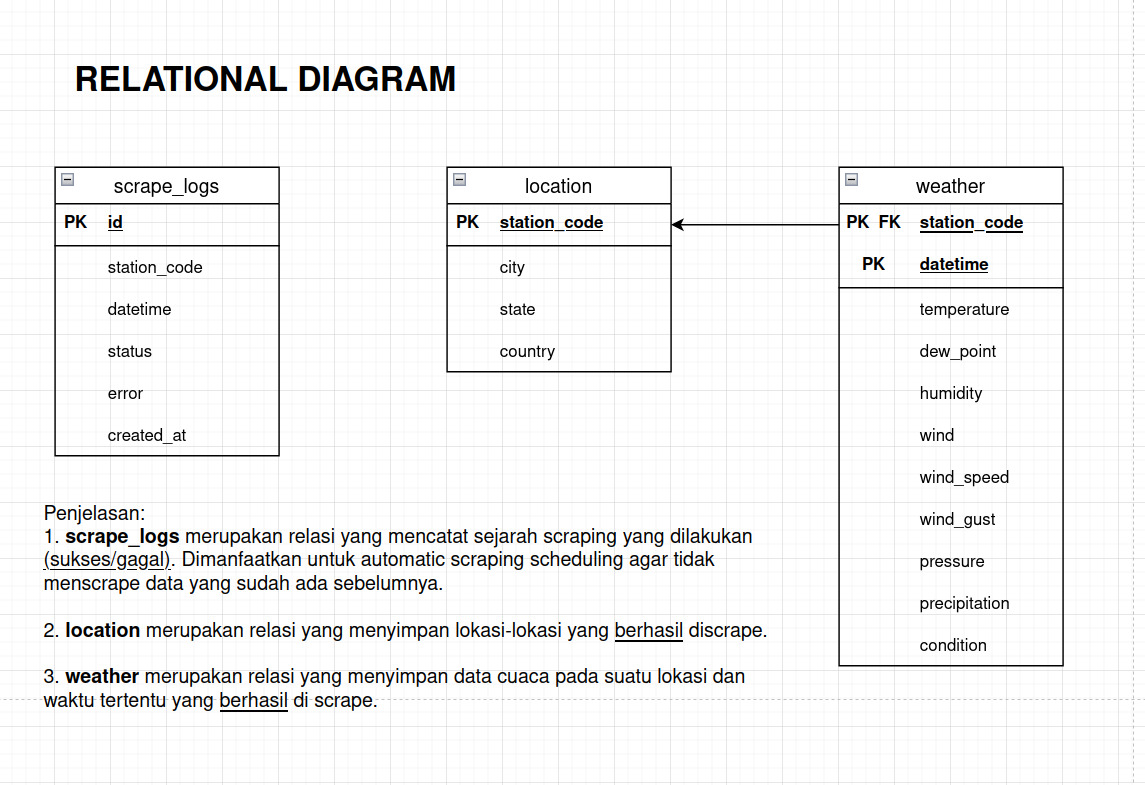 RELATIONAL DIAGRAM
scrape_logs
PK id
station_code
datetime
status
error
created_at
location
PK station_code
city
state
country
weather
PK FK station_code
PK datetime
temperature
dew_point
humidity
wind
wind_speed
wind_gust
pressure
precipitation
condition
Penjelasan:
1. scrape_logs merupakan relasi yang mencatat sejarah scraping yang dilakukan
(sukses/gagal). Dimanfaatkan untuk automatic scraping scheduling agar tidak
menscrape data yang sudah ada sebelumnya.
2. location merupakan relasi yang menyimpan lokasi-lokasi yang berhasil discrape.
3. weather merupakan relasi yang menyimpan data cuaca pada suatu lokasi dan
waktu tertentu yang berhasil di scrape.